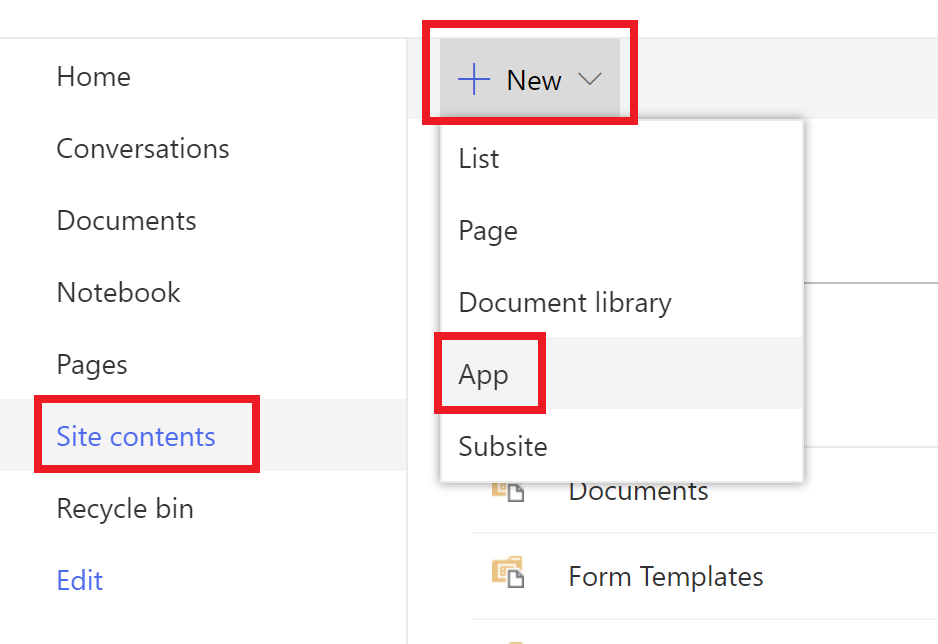 Home
Conversations
Documents
Notebook
Pages
Site contents
Recycle bin
Edit
New
List
Page
Document library
App
Subsite
Documents
Form Templates